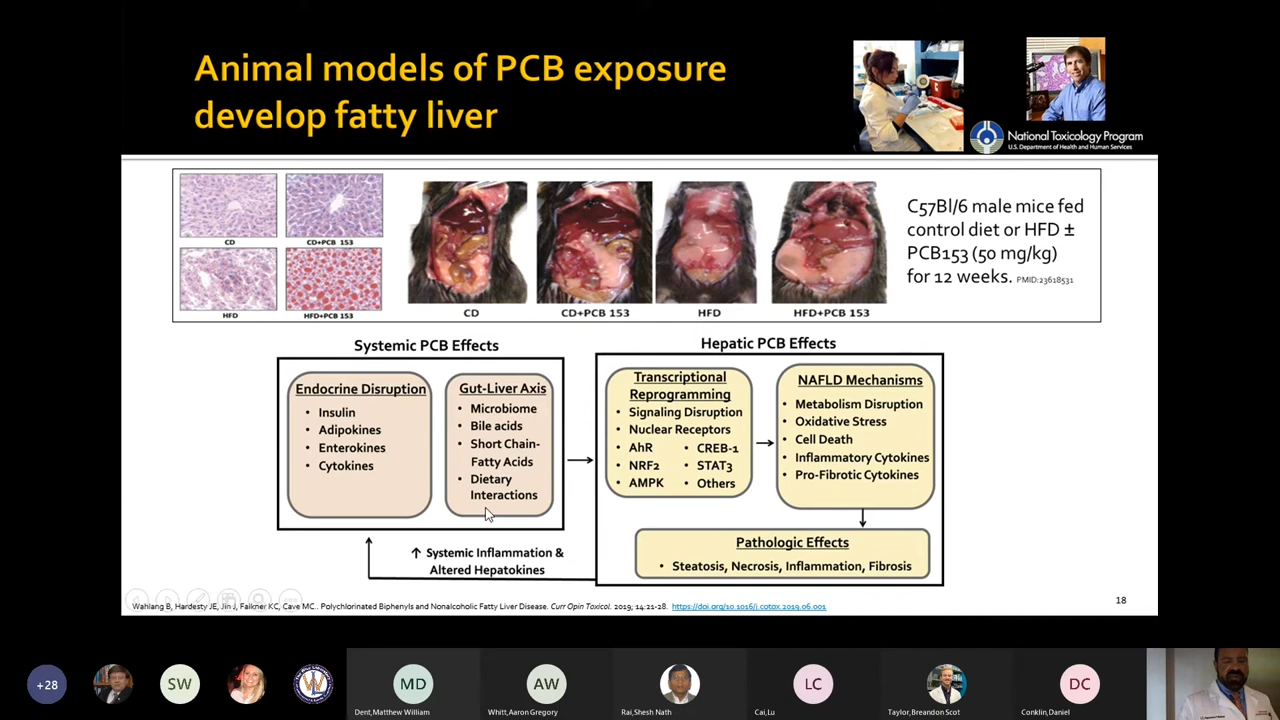 Animal models of PCB exposure
develop fatty liver
National Toxicology Program
U.S. Department of Health and Human Services
CD
CD+PCB 153
HFD
HFD+PCB 153
CD
CD+PCB 153
HFD
HFD+PCB 153
C57Bl/6 male mice fed
control diet or HFD ±
PCB153 (50 mg/kg)
for 12 weeks. PMID:23618531
Systemic PCB Effects
Endocrine Disruption
• Insulin
• Adipokines
• Enterokines
• Cytokines
Gut-Liver Axis
• Microbiome
• Bile acids
• Short Chain-
Fatty Acids
• Dietary
Interactions
Hepatic PCB Effects
Transcriptional
Reprogramming
• Signaling Disruption
• Nuclear Receptors
• AhR • CREB-1
• NRF2 • STAT3
• AMPK • Others
NAFLD Mechanisms
• Metabolism Disruption
• Oxidative Stress
• Cell Death
• Inflammatory Cytokines
• Pro-Fibrotic Cytokines
Pathologic Effects
• Steatosis, Necrosis, Inflammation, Fibrosis
↑ Systemic Inflammation &
Altered Hepatokines
Wahlang B, Hardesty JE, Jin J, Falkner KC, Cave MC.. Polychlorinated Biphenyls and Nonalcoholic Fatty Liver Disease. Curr Opin Toxicol. 2019; 14:21-28. https://doi.org/10.1016/j.cotox.2019.06.001
18
+28
SW
MD
Dent,Matthew William
AW
Whitt,Aaron Gregory
Rai,Shesh Nath
LC
Cai,Lu
Taylor,Breandon Scot
DC
Conklin,Daniel